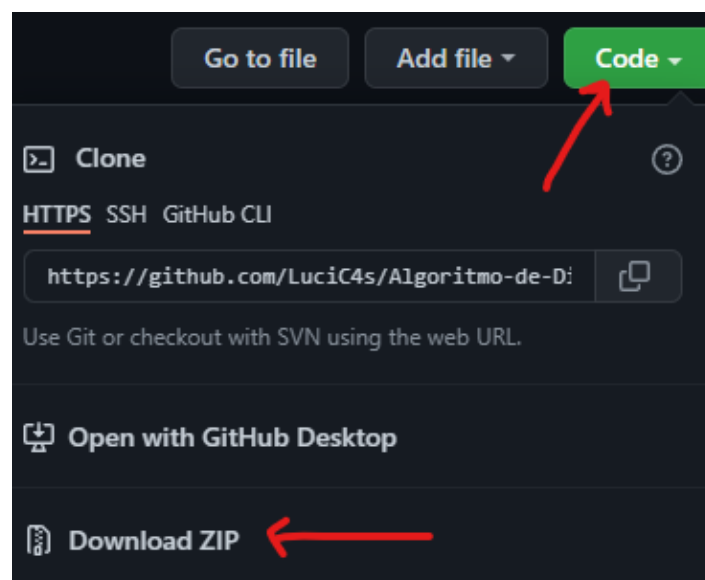 Go to file Add file Code
Clone
HTTPS SSH GitHub CLI
https://github.com/LuciC4s/Algoritmo-de-Di
Use Git or checkout with SVN using the web URL.
Open with GitHub Desktop
Download ZIP